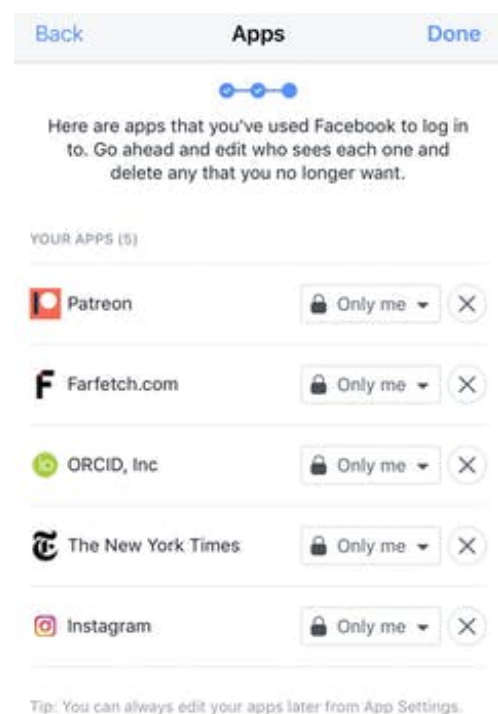 Back Apps Done
Here are apps that you've used Facebook to log in
to. Go ahead and edit who sees each one and
delete any that you no longer want.
YOUR APPS (5)
Patreon Only me
Farfetch.com Only me
ORCID, Inc Only me
The New York Times Only me
Instagram Only me
Tip: You can always edit your apps later from App Settings.